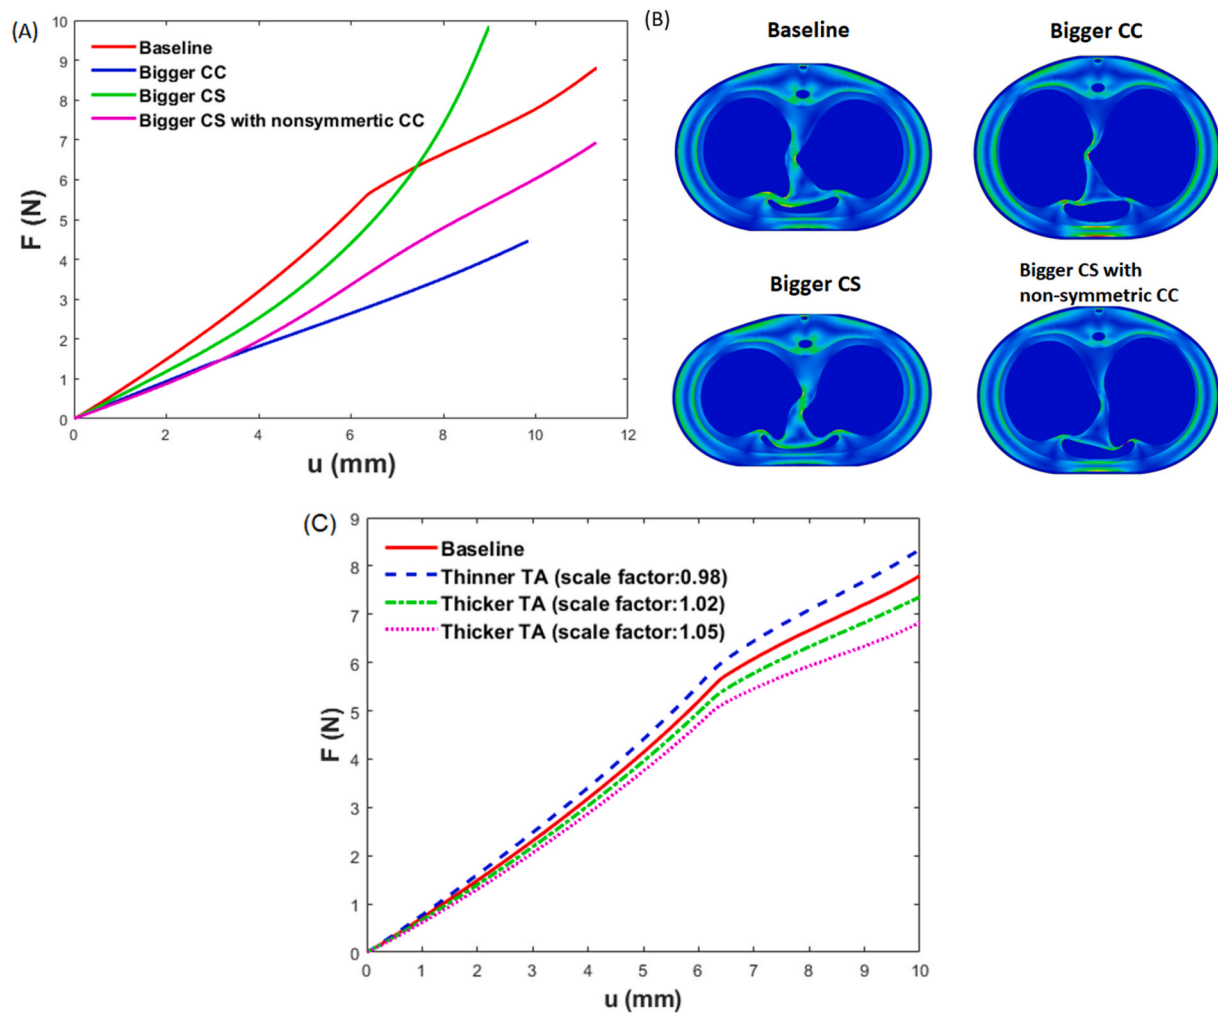 (A)
10
9
8
7
6
5
4
3
2
1
0
F (N)
Baseline
Bigger CC
Bigger CS
Bigger CS with nonsymmertic CC
0 2 4 6 8 10 12
u (mm)
(B)
Baseline
Bigger CC
Bigger CS
Bigger CS with
non-symmetric CC
(C)
9
8
7
6
5
4
3
2
1
0
F (N)
Baseline
Thinner TA (scale factor:0.98)
Thicker TA (scale factor:1.02)
Thicker TA (scale factor:1.05)
0 1 2 3 4 5 6 7 8 9 10
u (mm)